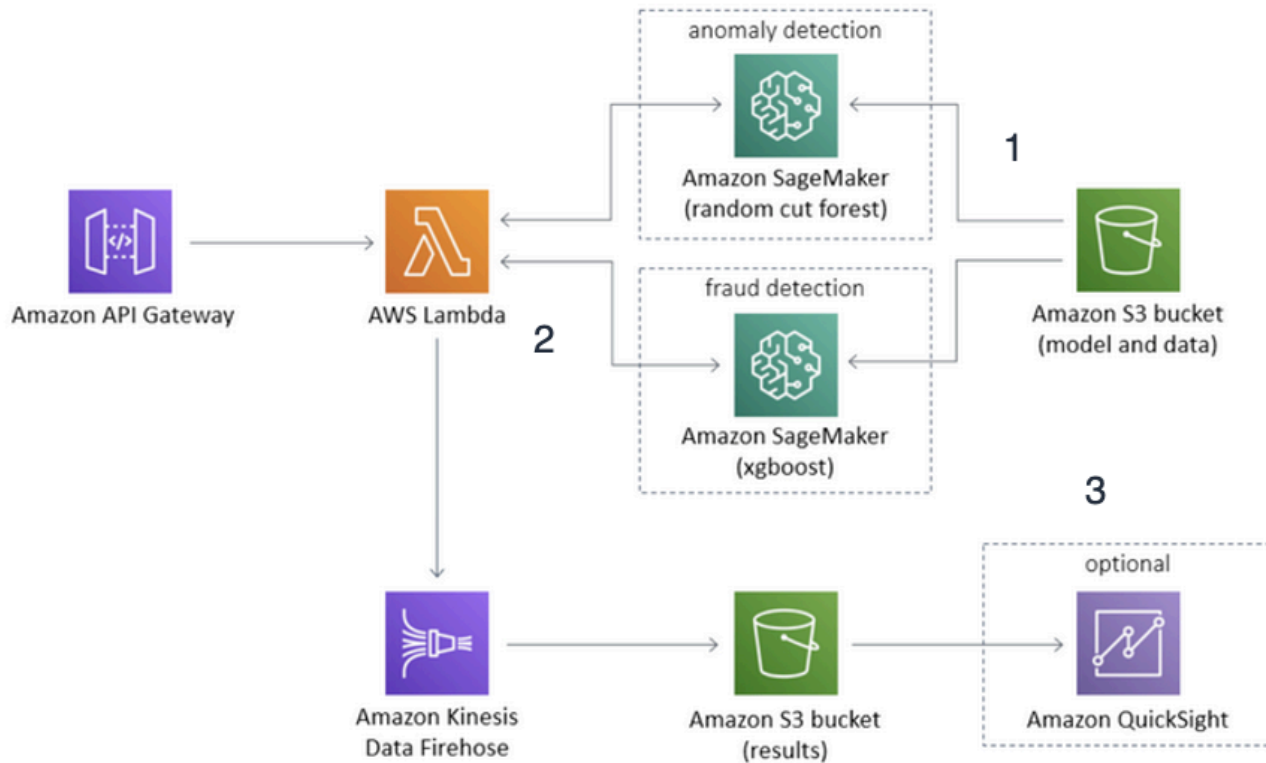 anomaly detection
Amazon SageMaker
(random cut forest)
1
Amazon API Gateway
AWS Lambda
2
fraud detection
Amazon SageMaker
(xgboost)
Amazon S3 bucket
(model and data)
3
Amazon Kinesis
Data Firehose
Amazon S3 bucket
(results)
optional
Amazon QuickSight